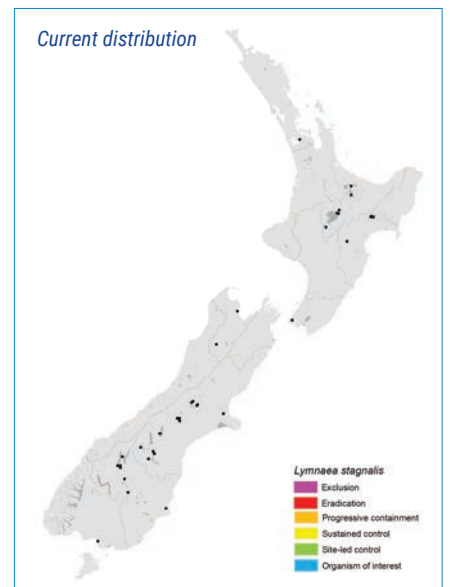 Current distribution
Lymnaea stagnalis
Exclusion
Eradication
Progressive containment
Sustained control
Site-led control
Organism of interest